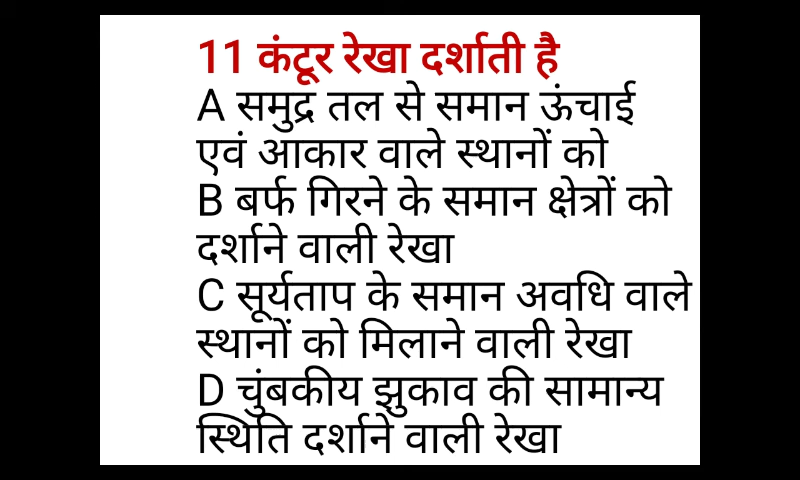 11 कंटूर रेखा दर्शाती है
A समुद्र तल से समान ऊंचाई
एवं आकार वाले स्थानों को
B बर्फ गिरने के समान क्षेत्रों को
दर्शाने वाली रेखा
C सूर्यताप के समान अवधि वाले
स्थानों को मिलाने वाली रेखा
D चुंबकीय झुकाव की सामान्य
स्थिति दर्शाने वाली रेखा